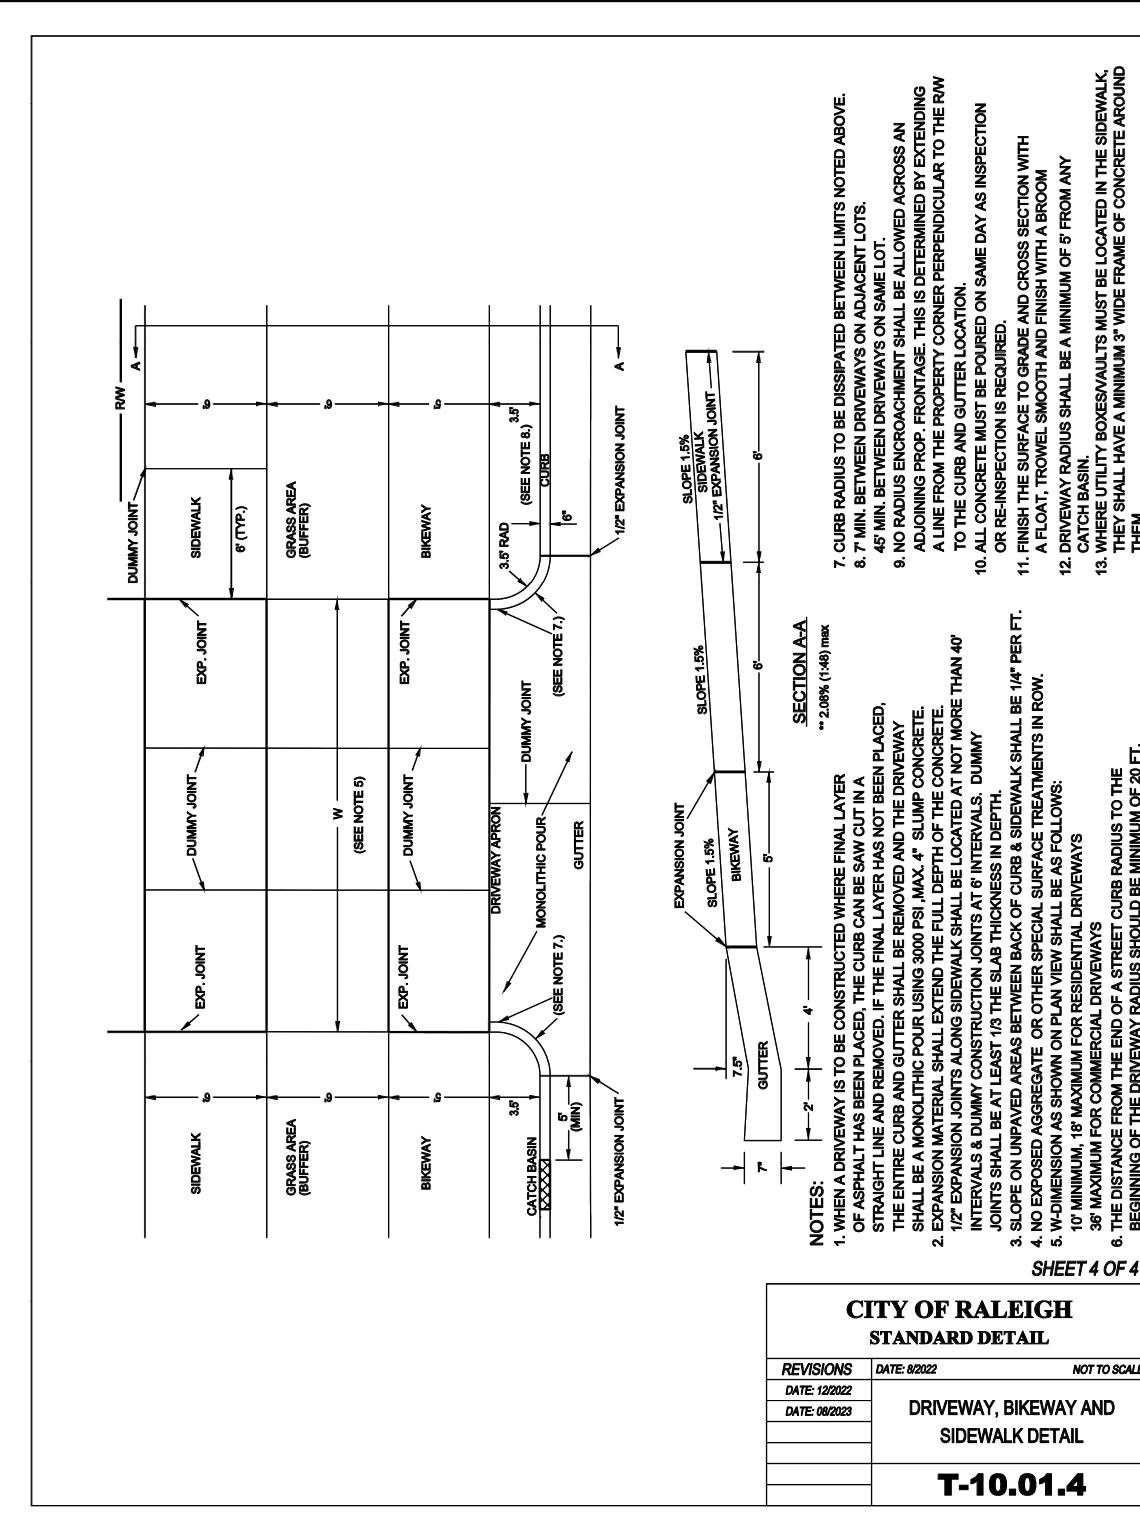 R/W
A
A
DUMMY JOINT
SIDEWALK
6' (TYP.)
GRASS AREA
(BUFFER)
BIKEWAY
6'
6'
5'
3.5'
(SEE NOTE 8.)
CURB
6"
3.5' RAD
1/2" EXPANSION JOINT
EXP. JOINT
EXP. JOINT
(SEE NOTE 7.)
DUMMY JOINT
DUMMY JOINT
DUMMY JOINT
W
(SEE NOTE 5)
DRIVEWAY APRON
MONOLITHIC POUR
GUTTER
EXP. JOINT
EXP. JOINT
(SEE NOTE 7.)
6'
6'
5'
3.5'
SIDEWALK
GRASS AREA
(BUFFER)
BIKEWAY
CATCH BASIN
5'
(MIN)
1/2" EXPANSION JOINT
SLOPE 1.5%
SIDEWALK
1/2" EXPANSION JOINT
6'
SLOPE 1.5%
6'
EXPANSION JOINT
SLOPE 1.5%
BIKEWAY
5'
4'
7.5"
GUTTER
2'
7"
SECTION A-A
** 2.08% (1:48) max
NOTES:
1. WHEN A DRIVEWAY IS TO BE CONSTRUCTED WHERE FINAL LAYER
OF ASPHALT HAS BEEN PLACED, THE CURB CAN BE SAW CUT IN A
STRAIGHT LINE AND REMOVED. IF THE FINAL LAYER HAS NOT BEEN PLACED,
THE ENTIRE CURB AND GUTTER SHALL BE REMOVED AND THE DRIVEWAY
SHALL BE A MONOLITHIC POUR USING 3000 PSI ,MAX. 4" SLUMP CONCRETE.
2. EXPANSION MATERIAL SHALL EXTEND THE FULL DEPTH OF THE CONCRETE.
1/2" EXPANSION JOINTS ALONG SIDEWALK SHALL BE LOCATED AT NOT MORE THAN 40'
INTERVALS & DUMMY CONSTRUCTION JOINTS AT 6' INTERVALS. DUMMY
JOINTS SHALL BE AT LEAST 1/3 THE SLAB THICKNESS IN DEPTH.
3. SLOPE ON UNPAVED AREAS BETWEEN BACK OF CURB & SIDEWALK SHALL BE 1/4" PER FT.
4. NO EXPOSED AGGREGATE OR OTHER SPECIAL SURFACE TREATMENTS IN ROW.
5. W-DIMENSION AS SHOWN ON PLAN VIEW SHALL BE AS FOLLOWS:
10' MINIMUM, 18' MAXIMUM FOR RESIDENTIAL DRIVEWAYS
36' MAXIMUM FOR COMMERCIAL DRIVEWAYS
6. THE DISTANCE FROM THE END OF A STREET CURB RADIUS TO THE
BEGINNING OF THE DRIVEWAY RADIUS SHOULD BE MINIMUM OF 20 FT.
7. CURB RADIUS TO BE DISSIPATED BETWEEN LIMITS NOTED ABOVE.
8. 7' MIN. BETWEEN DRIVEWAYS ON ADJACENT LOTS.
45' MIN. BETWEEN DRIVEWAYS ON SAME LOT.
9. NO RADIUS ENCROACHMENT SHALL BE ALLOWED ACROSS AN
ADJOINING PROP. FRONTAGE. THIS IS DETERMINED BY EXTENDING
A LINE FROM THE PROPERTY CORNER PERPENDICULAR TO THE R/W
TO THE CURB AND GUTTER LOCATION.
10. ALL CONCRETE MUST BE POURED ON SAME DAY AS INSPECTION
OR RE-INSPECTION IS REQUIRED.
11. FINISH THE SURFACE TO GRADE AND CROSS SECTION WITH
A FLOAT, TROWEL SMOOTH AND FINISH WITH A BROOM
12. DRIVEWAY RADIUS SHALL BE A MINIMUM OF 5' FROM ANY
CATCH BASIN.
13. WHERE UTILITY BOXES/VAULTS MUST BE LOCATED IN THE SIDEWALK,
THEY SHALL HAVE A MINIMUM 3" WIDE FRAME OF CONCRETE AROUND
THEM
SHEET 4 OF 4
CITY OF RALEIGH
STANDARD DETAIL
REVISIONS
DATE: 8/2022
NOT TO SCALE
DATE: 12/2022
DATE: 08/2023
DRIVEWAY, BIKEWAY AND
SIDEWALK DETAIL
T-10.01.4